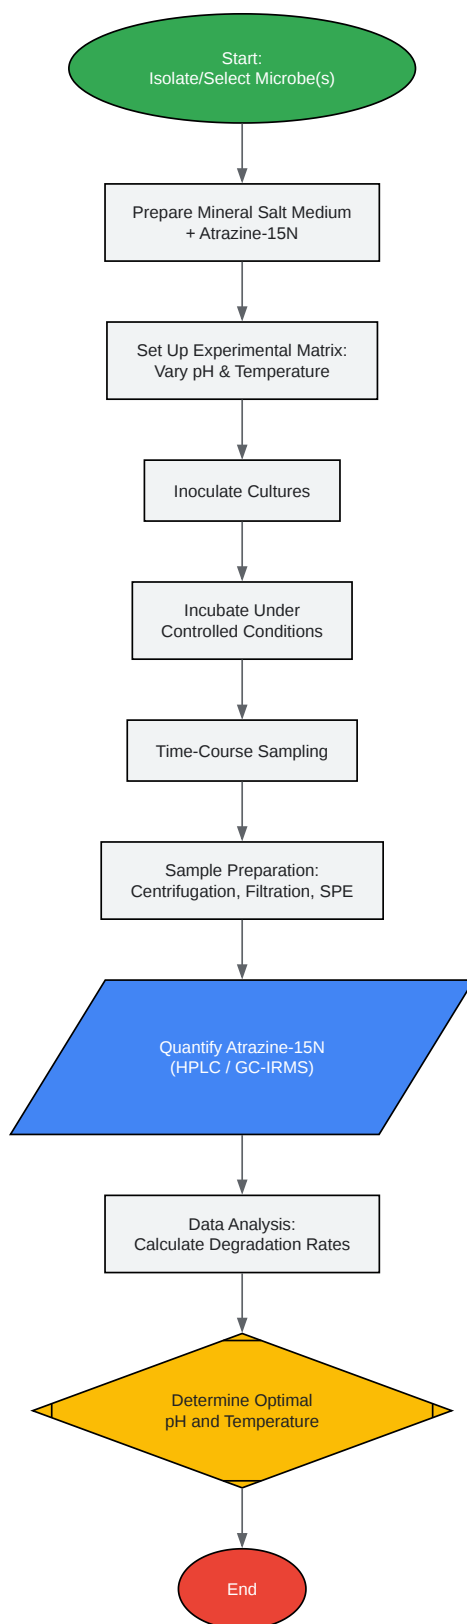 Start:
Isolate/Select Microbe(s)
Prepare Mineral Salt Medium
+ Atrazine-15N
Set Up Experimental Matrix:
Vary pH & Temperature
Inoculate Cultures
Incubate Under
Controlled Conditions
Time-Course Sampling
Sample Preparation:
Centrifugation, Filtration, SPE
Quantify Atrazine-15N
(HPLC / GC-IRMS)
Data Analysis:
Calculate Degradation Rates
Determine Optimal
pH and Temperature
End